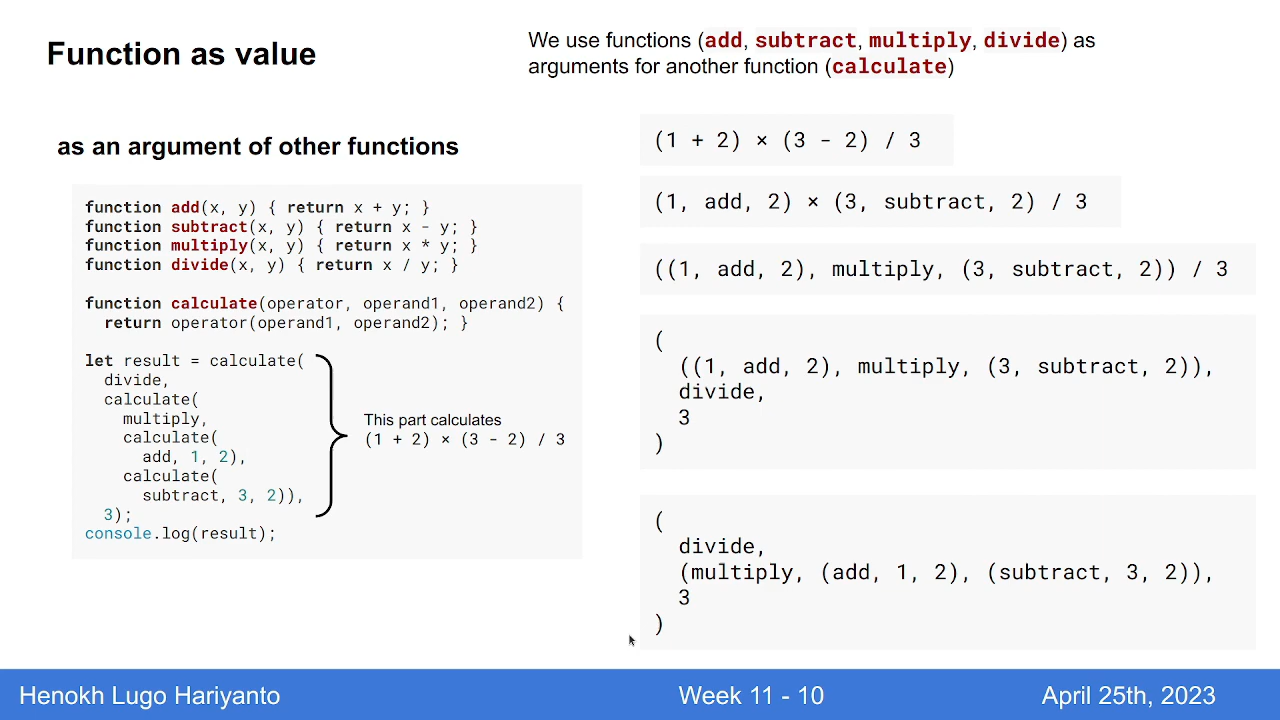 Function as value
We use functions (add, subtract, multiply, divide) as
arguments for another function (calculate)
as an argument of other functions
function add(x, y) { return x + y; }
function subtract(x, y) { return x - y; }
function multiply(x, y) { return x * y; }
function divide(x, y) { return x / y; }
function calculate(operator, operand1, operand2) {
  return operator(operand1, operand2); }
let result = calculate(
  divide,
  calculate(
    multiply,
    calculate(
      add, 1, 2),
    calculate(
      subtract, 3, 2)),
  3);
console.log(result);
This part calculates
(1 + 2) × (3 - 2) / 3
(1 + 2) × (3 - 2) / 3
(1, add, 2) × (3, subtract, 2) / 3
((1, add, 2), multiply, (3, subtract, 2)) / 3
(
  ((1, add, 2), multiply, (3, subtract, 2)),
  divide,
  3
)
(
  divide,
  (multiply, (add, 1, 2), (subtract, 3, 2)),
  3
)
Henokh Lugo Hariyanto
Week 11 - 10
April 25th, 2023